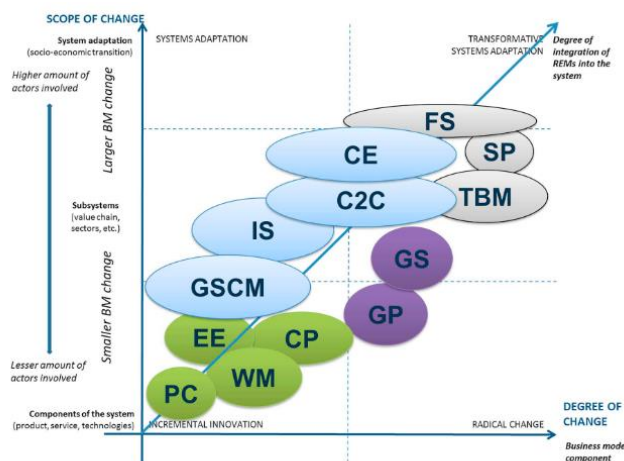 SCOPE OF CHANGE
System adaptation
(socio-economic transition)
SYSTEMS ADAPTATION
TRANSFORMATIVE
SYSTEMS ADAPTATION
Degree of
integration of
REMs into the
system
Higher amount of
actors involved
Larger BM change
FS
CE
SP
C2C
TBM
Subsystems
(value chain,
sectors, etc.)
IS
GS
GSCM
GP
Smaller BM change
EE
CP
Lesser amount of
actors involved
WM
PC
Components of the system
(product, service, technologies)
INCREMENTAL INNOVATION
RADICAL CHANGE
DEGREE OF
CHANGE
Business mode
component